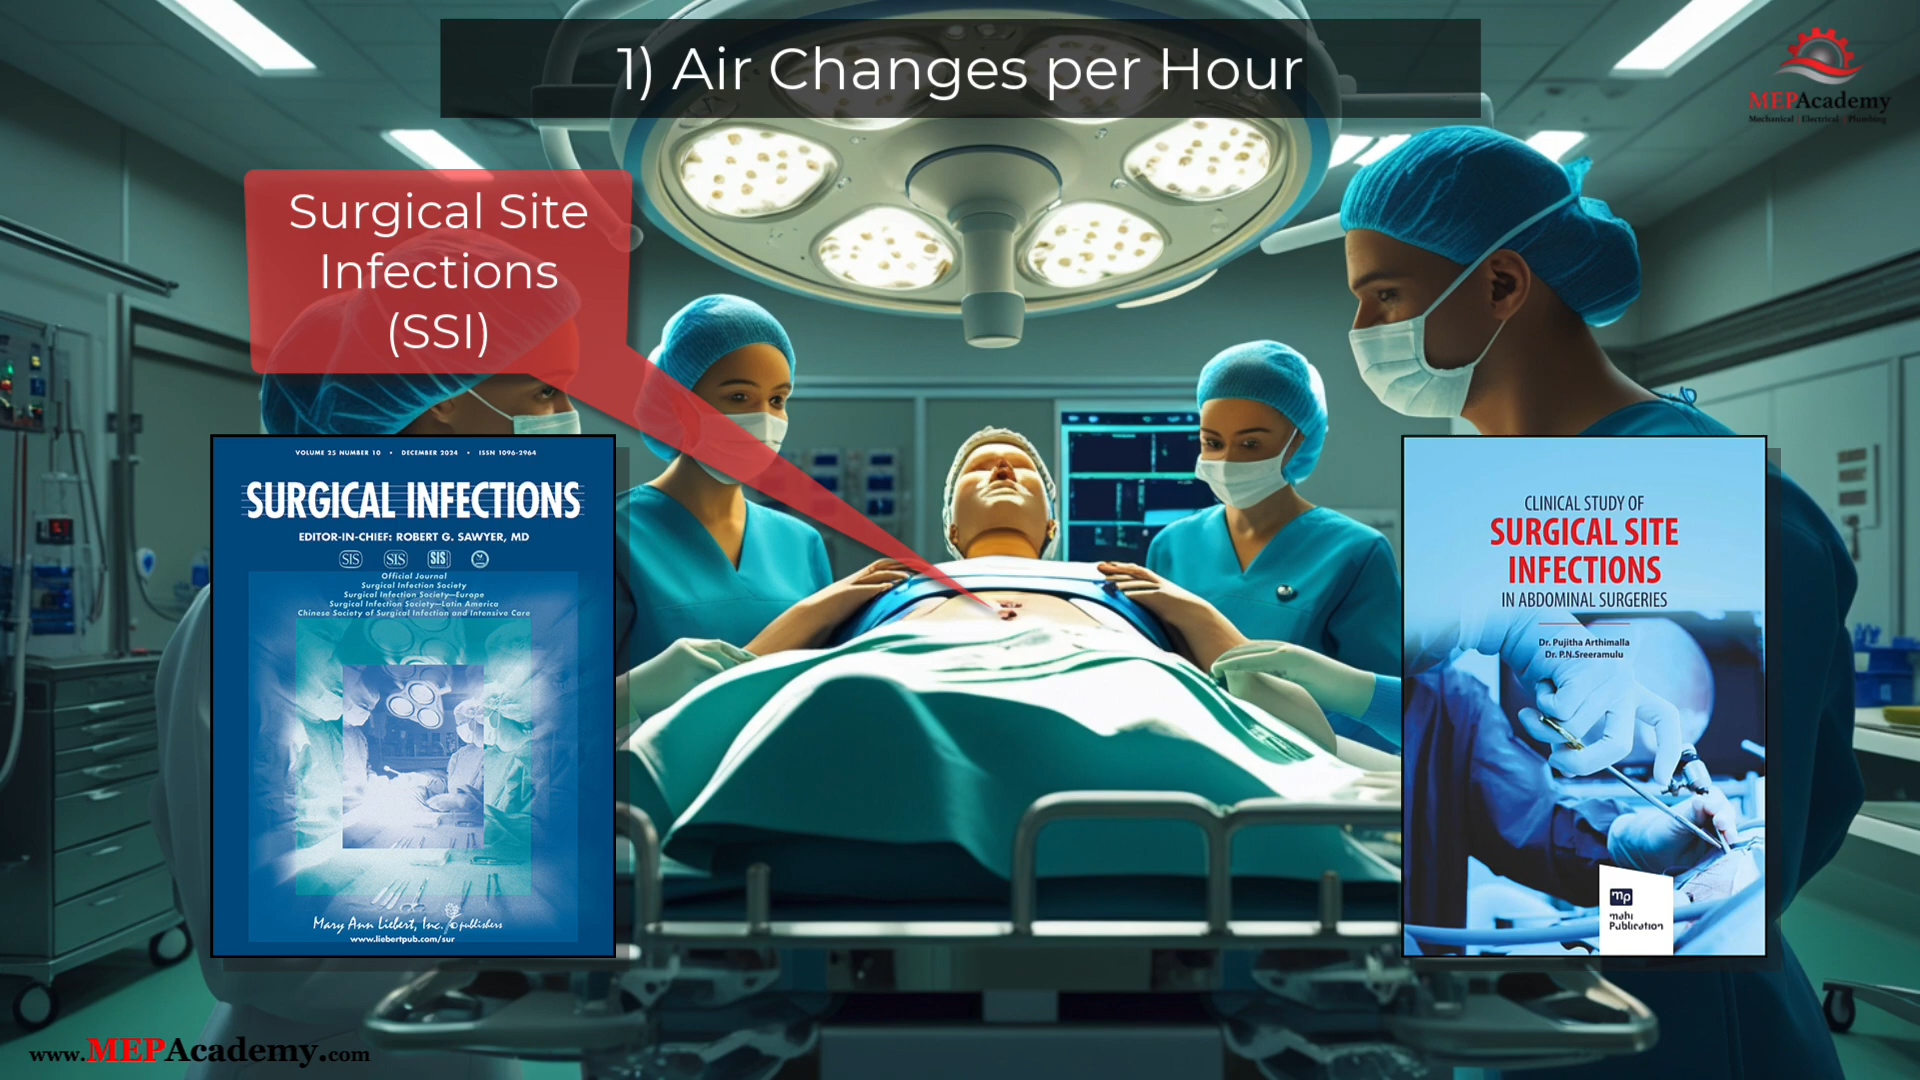 1) Air Changes per Hour
MEPAcademy
Mechanical | Electrical | Plumbing
Surgical Site
Infections
(SSI)
VOLUME 25 NUMBER 10 • DECEMBER 2024 • ISSN 1096-2964
SURGICAL INFECTIONS
EDITOR-IN-CHIEF: ROBERT G. SAWYER, MD
SIS SIS SIS
Official Journal
Surgical Infection Society
Surgical Infection Society—Europe
Surgical Infection Society—Latin America
Chinese Society of Surgical Infection and Intensive Care
Mary Ann Liebert, Inc. publishers
www.liebertpub.com/sur
CLINICAL STUDY OF
SURGICAL SITE
INFECTIONS
IN ABDOMINAL SURGERIES
Dr. Pujitha Arthimalla
Dr. P.N.Sreeramulu
mp
mahi
Publication
www.MEPAcademy.com